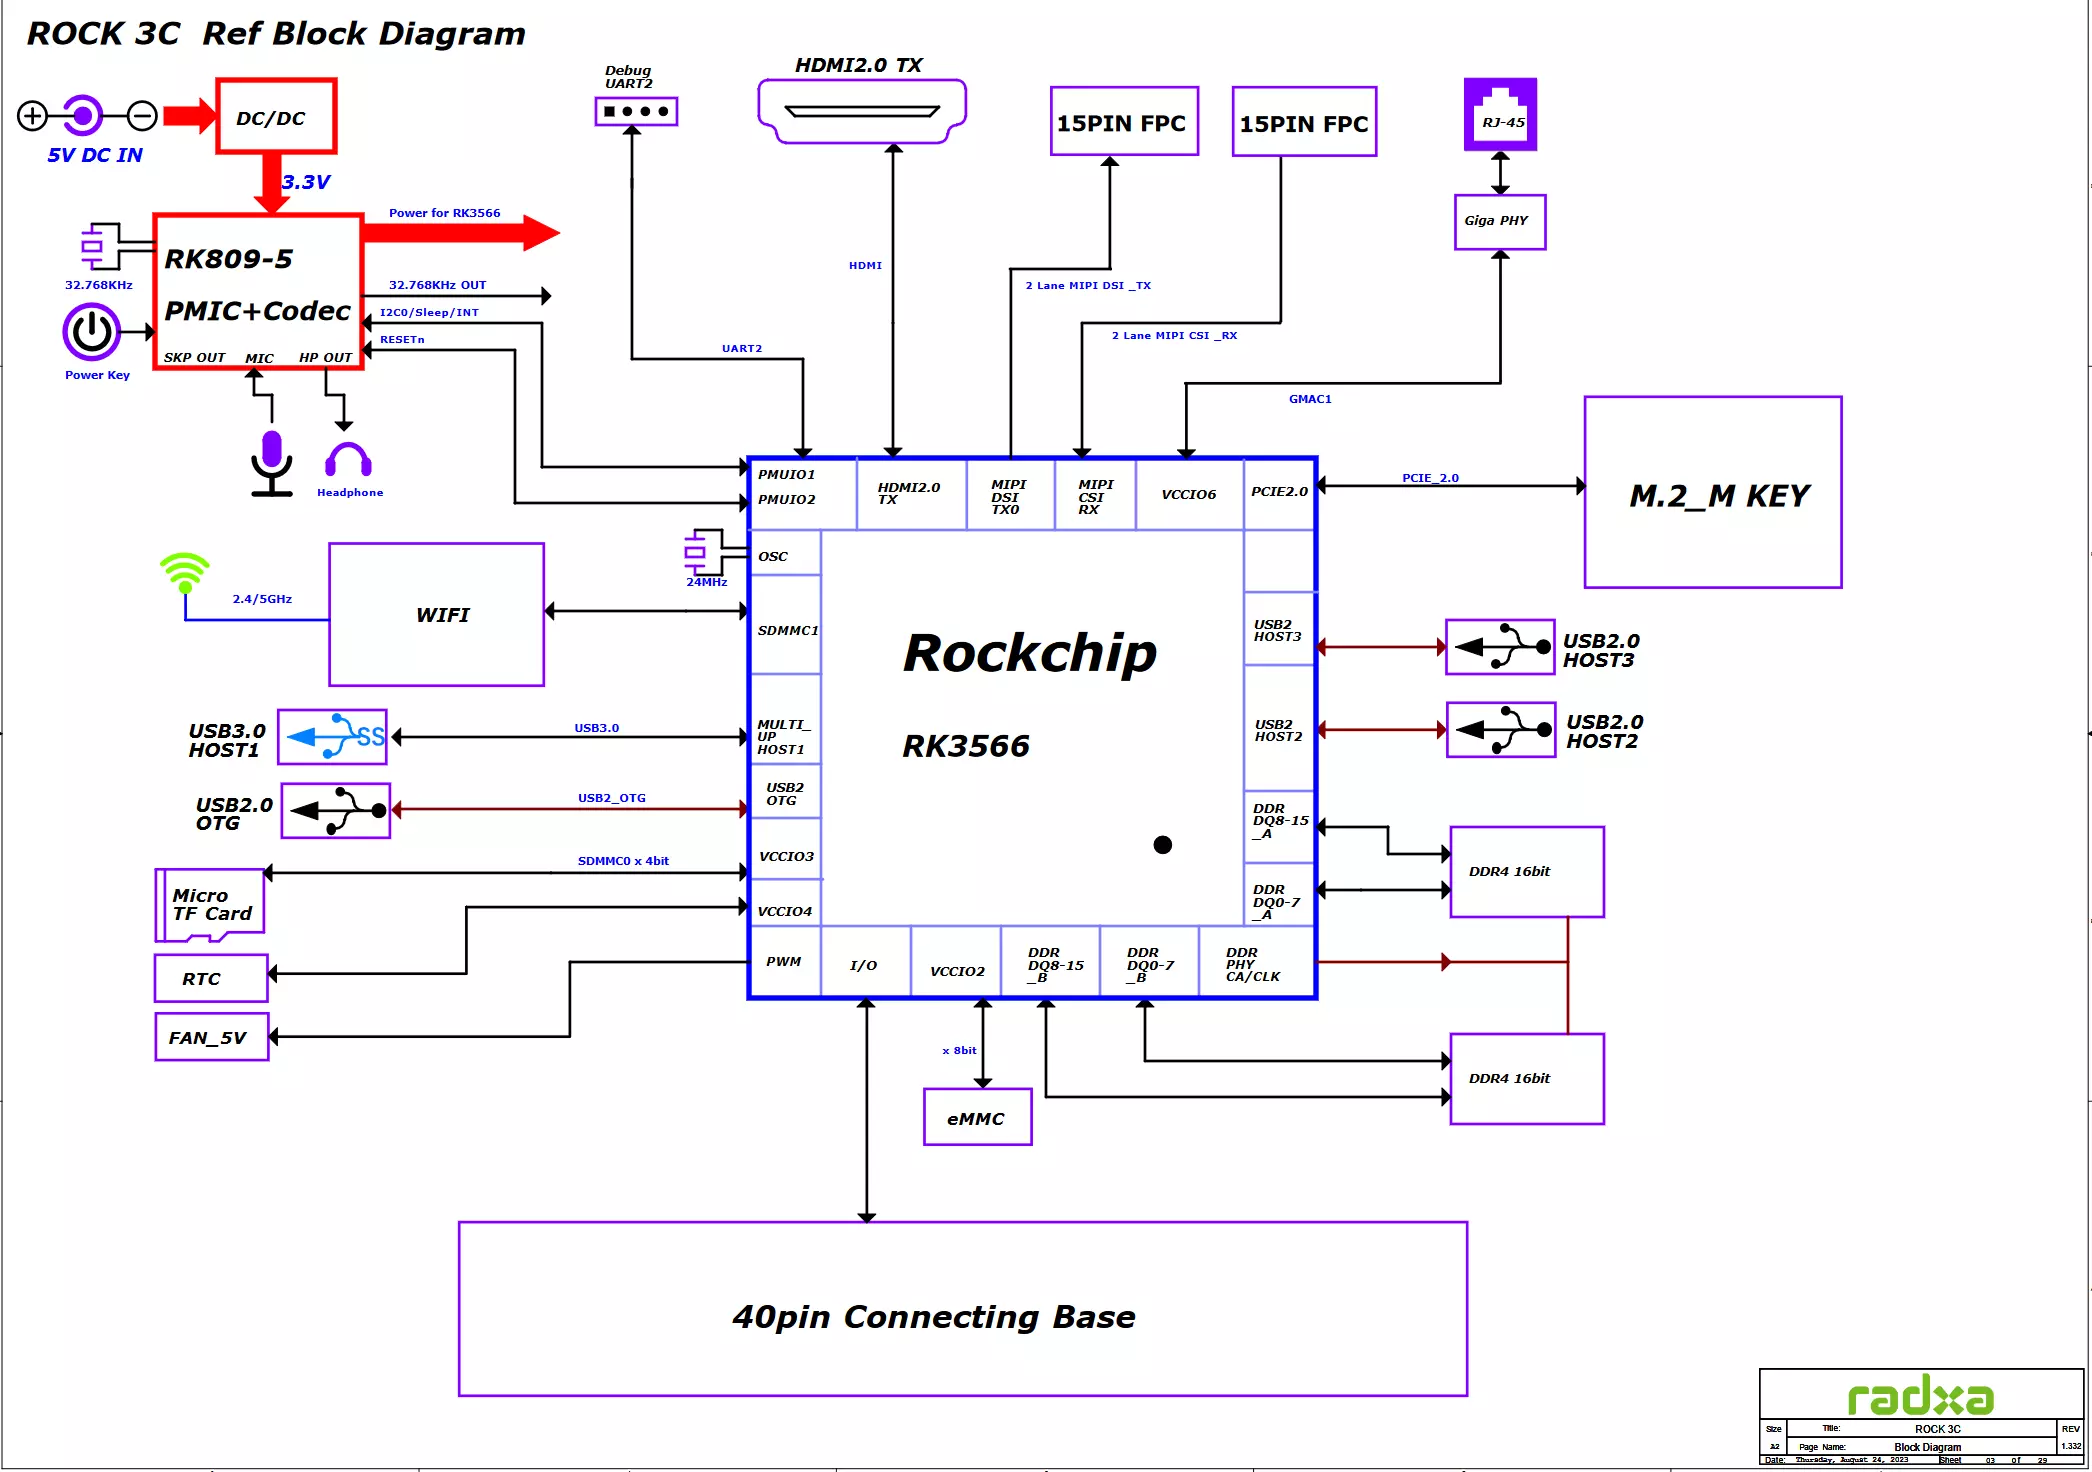 ROCK 3C  Ref Block Diagram
Debug
UART2
HDMI2.0 TX
15PIN FPC
15PIN FPC
RJ-45
DC/DC
5V DC IN
3.3V
Giga PHY
Power for RK3566
RK809-5
PMIC+Codec
32.768KHz
32.768KHz OUT
I2C0/Sleep/INT
RESETn
SKP OUT
MIC
HP OUT
Power Key
Headphone
HDMI
2 Lane MIPI DSI _TX
2 Lane MIPI CSI _RX
UART2
GMAC1
PMUIO1
PMUIO2
HDMI2.0
TX
MIPI
DSI
TX0
MIPI
CSI
RX
VCCIO6
PCIE2.0
PCIE_2.0
M.2_M KEY
OSC
24MHz
2.4/5GHz
WIFI
SDMMC1
Rockchip
RK3566
USB2
HOST3
USB2.0
HOST3
USB3.0
HOST1
SS
USB3.0
MULTI_
UP
HOST1
USB2
HOST2
USB2.0
HOST2
USB2.0
OTG
USB2_OTG
USB2
OTG
DDR
DQ8-15
_A
DDR4 16bit
SDMMC0 x 4bit
VCCIO3
Micro
TF Card
VCCIO4
DDR
DQ0-7
_A
RTC
PWM
I/O
VCCIO2
DDR
DQ8-15
_B
DDR
DQ0-7
_B
DDR
PHY
CA/CLK
FAN_5V
x 8bit
eMMC
DDR4 16bit
40pin Connecting Base
radxa
Size
Title:
ROCK 3C
REV
A2
Page Name:
Block Diagram
1.332
Date:
Thursday, August 24, 2023
Sheet
03 of 29